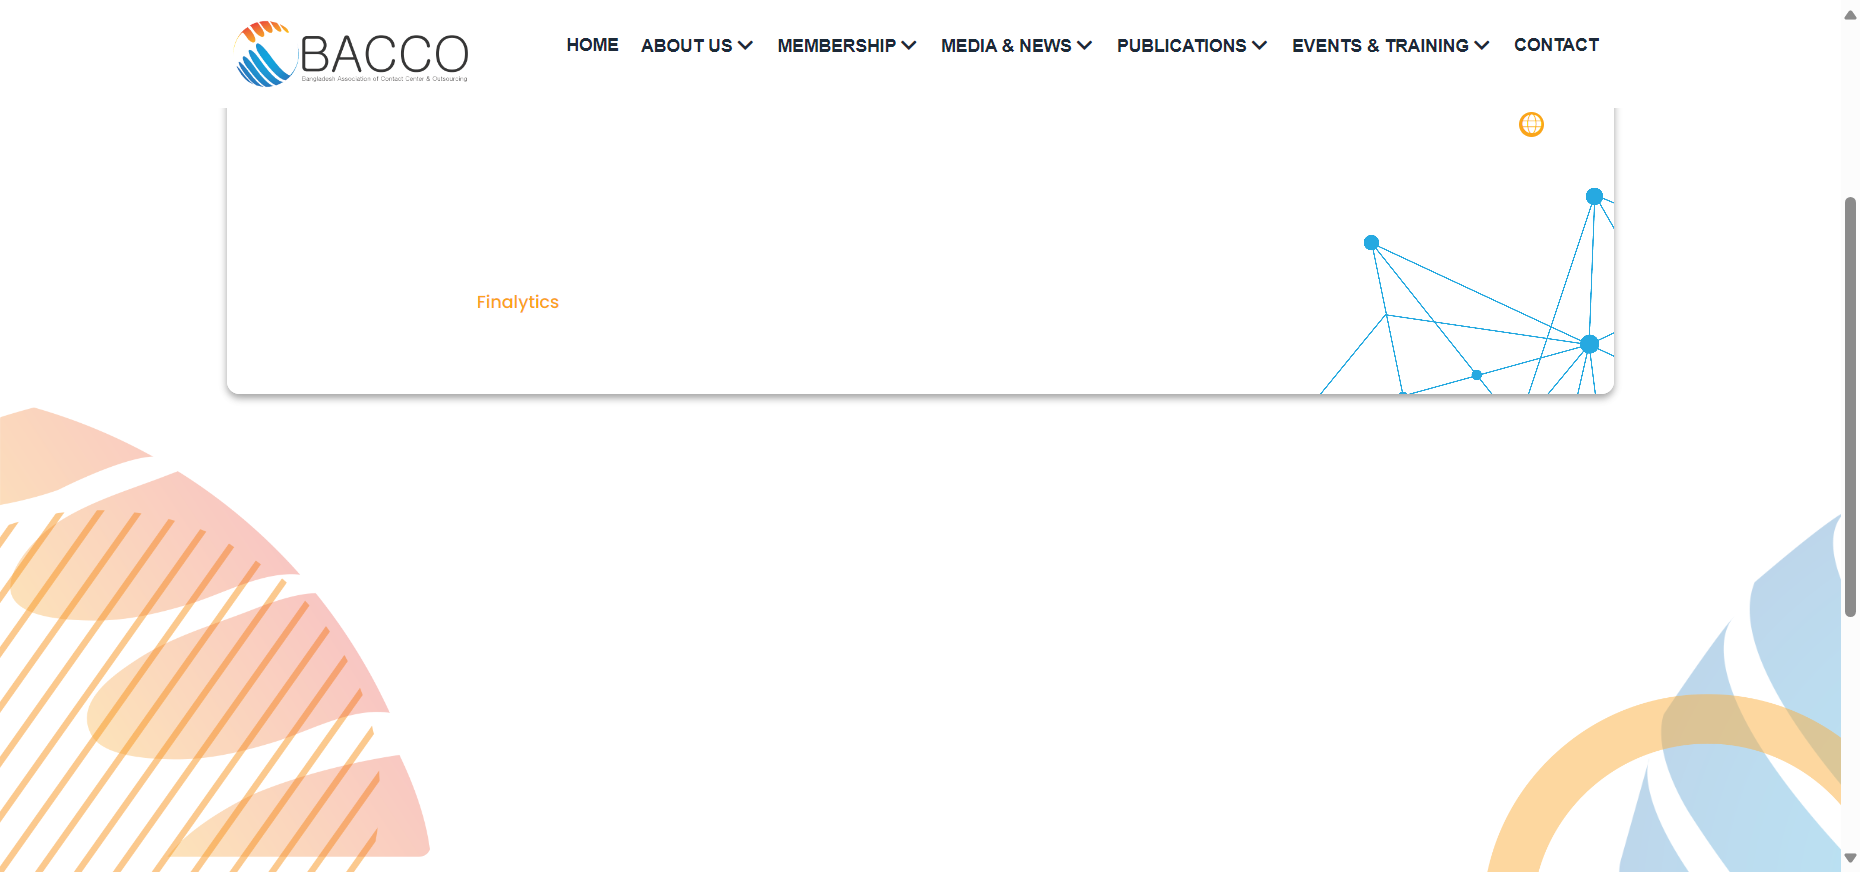 BACCO
Bangladesh Association of Contact Center & Outsourcing
HOME
ABOUT US
MEMBERSHIP
MEDIA & NEWS
PUBLICATIONS
EVENTS & TRAINING
CONTACT
Finalytics